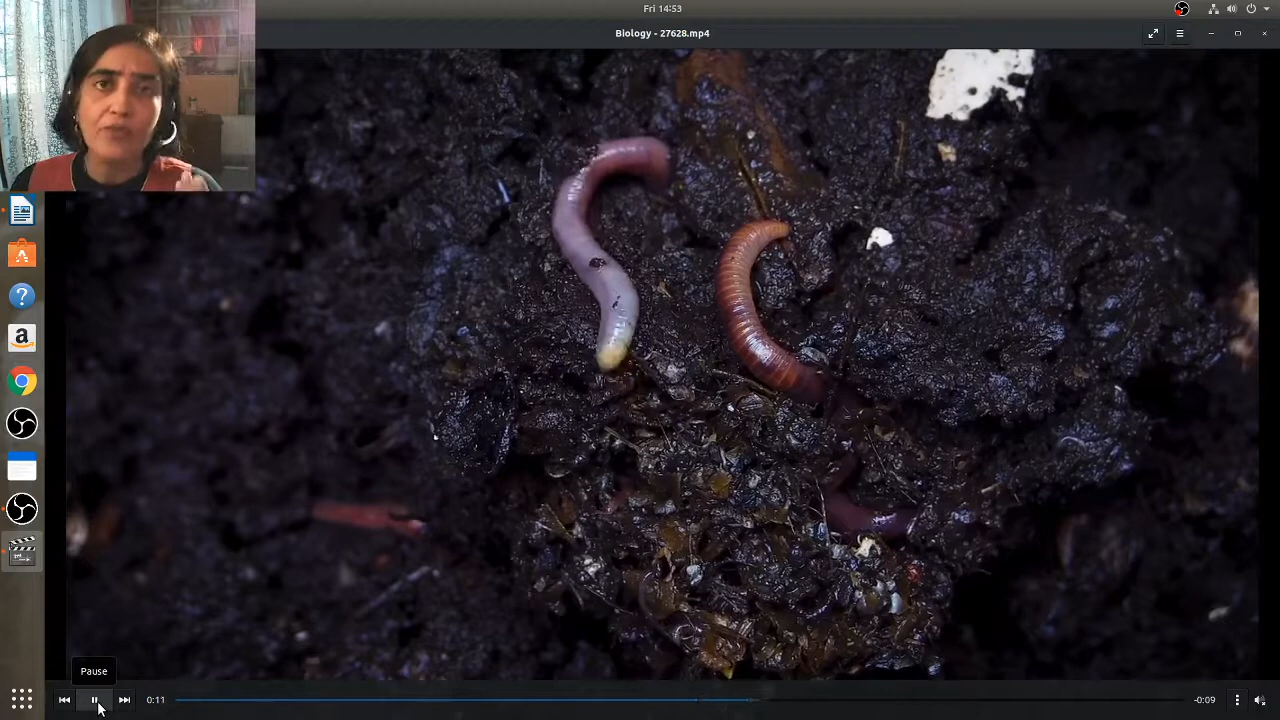 Fri 14:53
Biology - 27628.mp4
?
a
Pause
0:11
-0:09